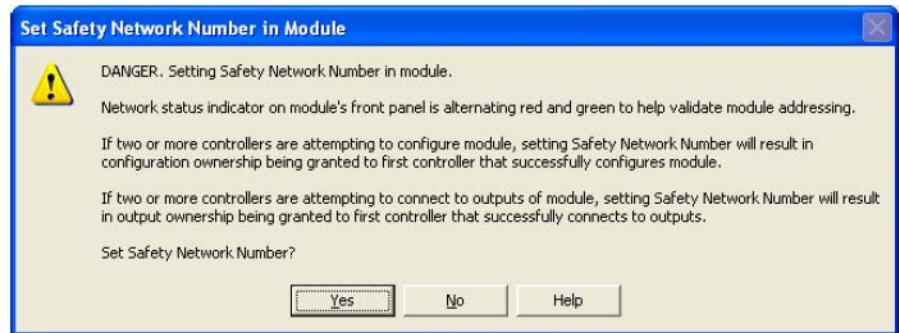 Set Safety Network Number in Module
DANGER. Setting Safety Network Number in module.
Network status indicator on module's front panel is alternating red and green to help validate module addressing.
If two or more controllers are attempting to configure module, setting Safety Network Number will result in
configuration ownership being granted to first controller that successfully configures module.
If two or more controllers are attempting to connect to outputs of module, setting Safety Network Number will result
in output ownership being granted to first controller that successfully connects to outputs.
Set Safety Network Number?
Yes No Help